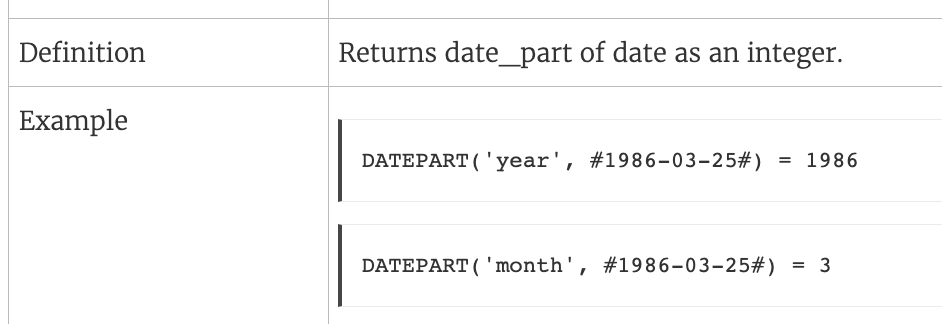 Definition
Returns date_part of date as an integer.
Example
DATEPART('year', #1986-03-25#) = 1986
DATEPART('month', #1986-03-25#) = 3